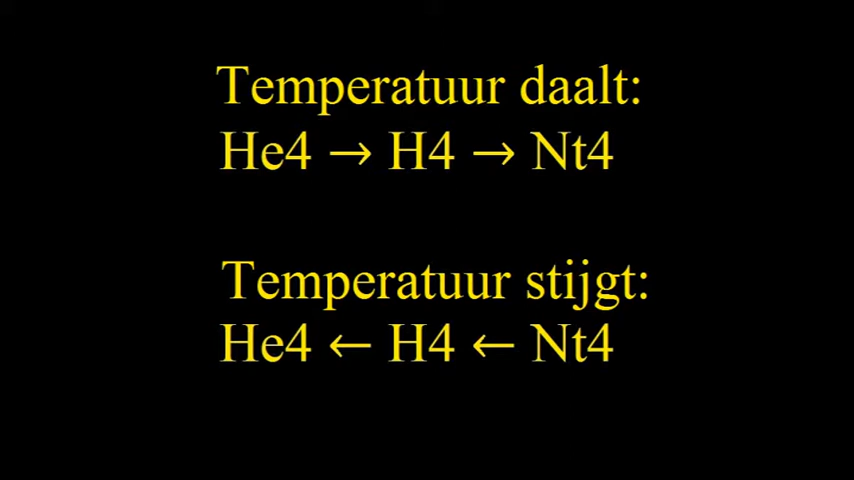 Temperatuur daalt:
He4 → H4 → Nt4
Temperatuur stijgt:
He4 ← H4 ← Nt4